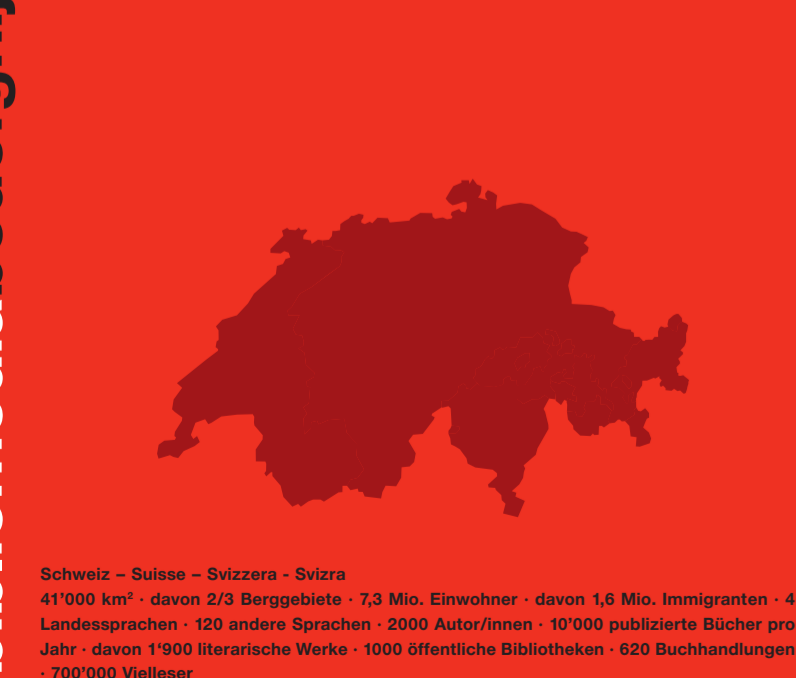 Schweiz – Suisse – Svizzera - Svizra
41’000 km² · davon 2/3 Berggebiete · 7,3 Mio. Einwohner · davon 1,6 Mio. Immigranten · 4
Landessprachen · 120 andere Sprachen · 2000 Autor/innen · 10’000 publizierte Bücher pro
Jahr · davon 1‘900 literarische Werke · 1000 öffentliche Bibliotheken · 620 Buchhandlungen
· 700’000 Vielleser